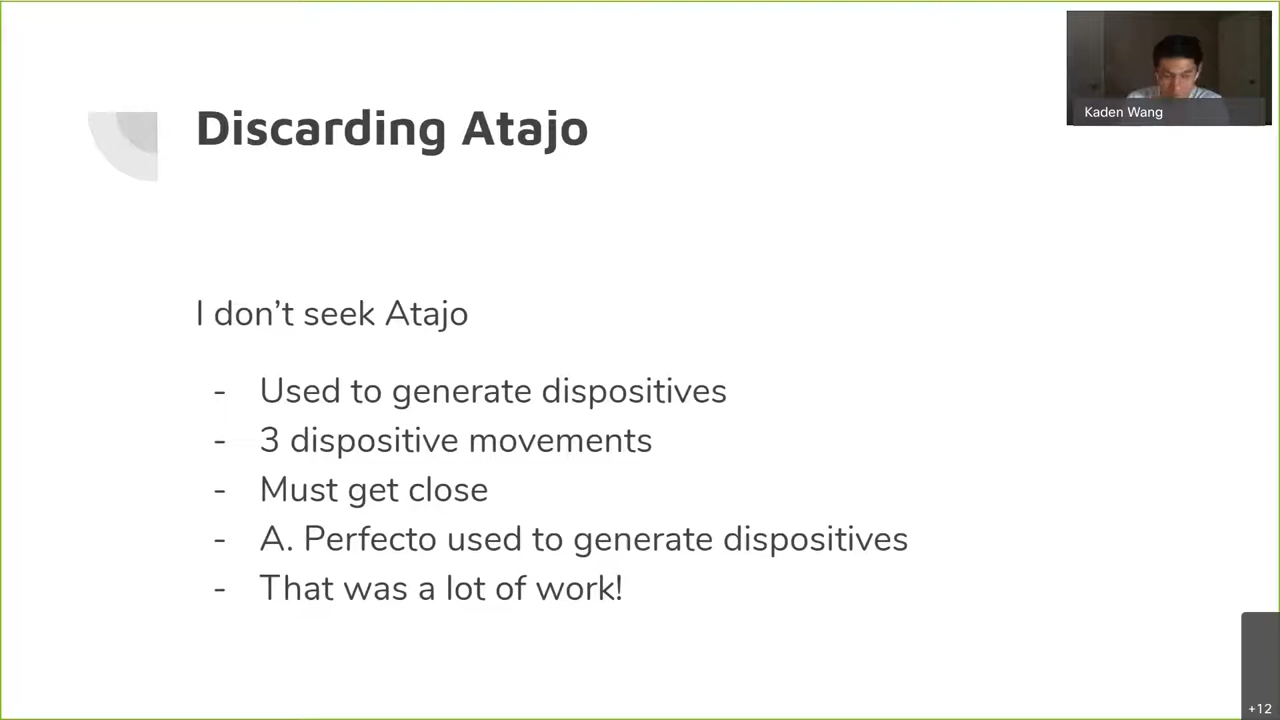 Kaden Wang
Discarding Atajo
I don't seek Atajo
- Used to generate dispositives
- 3 dispositive movements
- Must get close
- A. Perfecto used to generate dispositives
- That was a lot of work!
+12